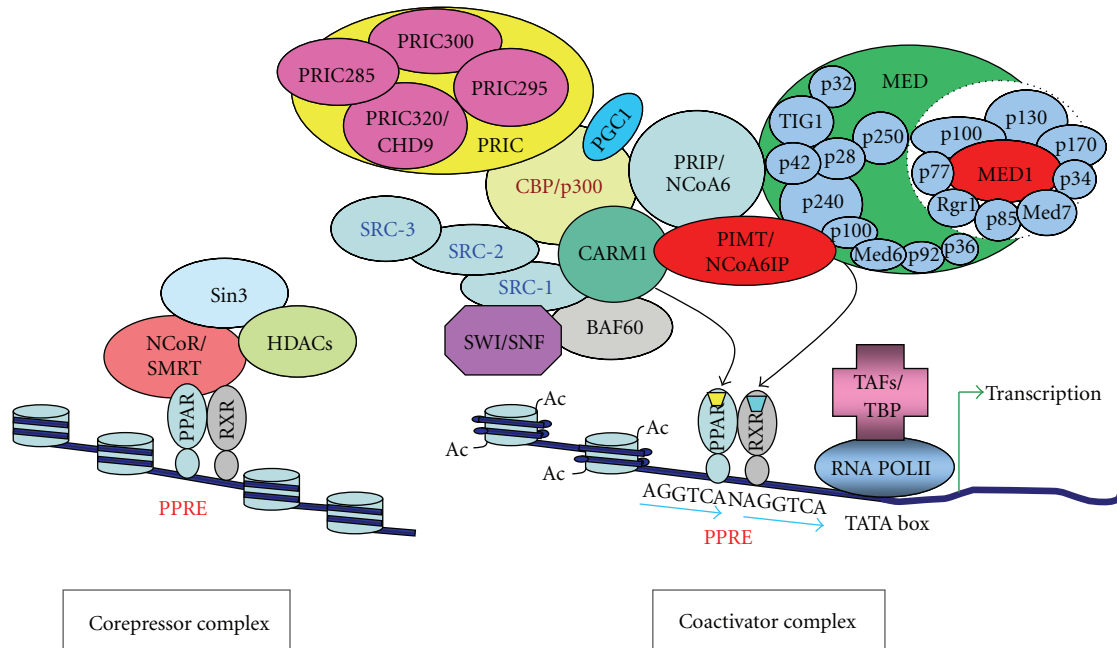 PRIC300
PRIC285
PRIC295
PRIC320/
CHD9
PRIC
PGC1
CBP/p300
PRIP/
NCoA6
MED
p32
TIG1
p250
p42
p28
p240
p100
Med6
p92
p36
p130
p100
p170
p77
MED1
p34
Rgr1
p85
Med7
SRC-3
SRC-2
SRC-1
CARM1
PIMT/
NCoA6IP
SWI/SNF
BAF60
Sin3
NCoR/
SMRT
HDACs
PPAR
RXR
PPRE
Ac
Ac
Ac
Ac
PPAR
RXR
TAFs/
TBP
Transcription
RNA POLII
AGGTCANAGGTCA
TATA box
PPRE
Corepressor complex
Coactivator complex